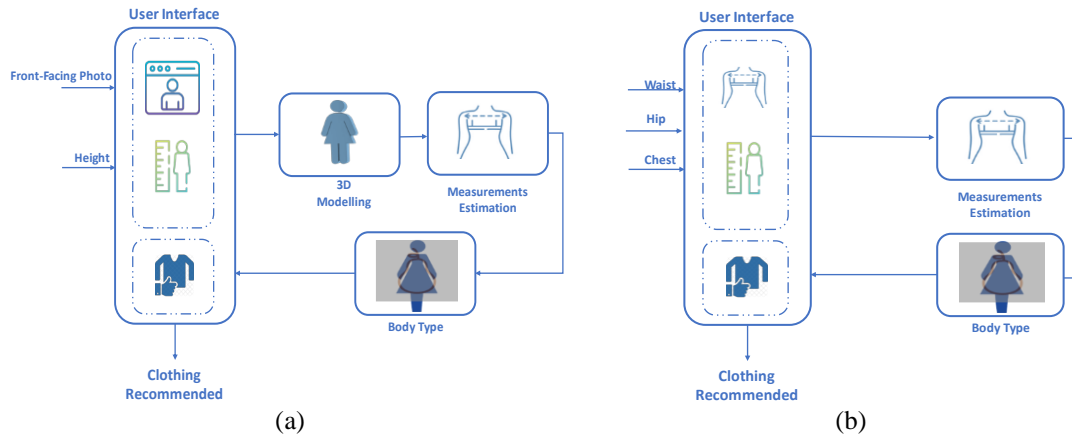 User Interface
Front-Facing Photo
Height
3D
Modelling
Measurements
Estimation
Body Type
Clothing
Recommended
(a)
User Interface
Waist
Hip
Chest
Measurements
Estimation
Body Type
Clothing
Recommended
(b)